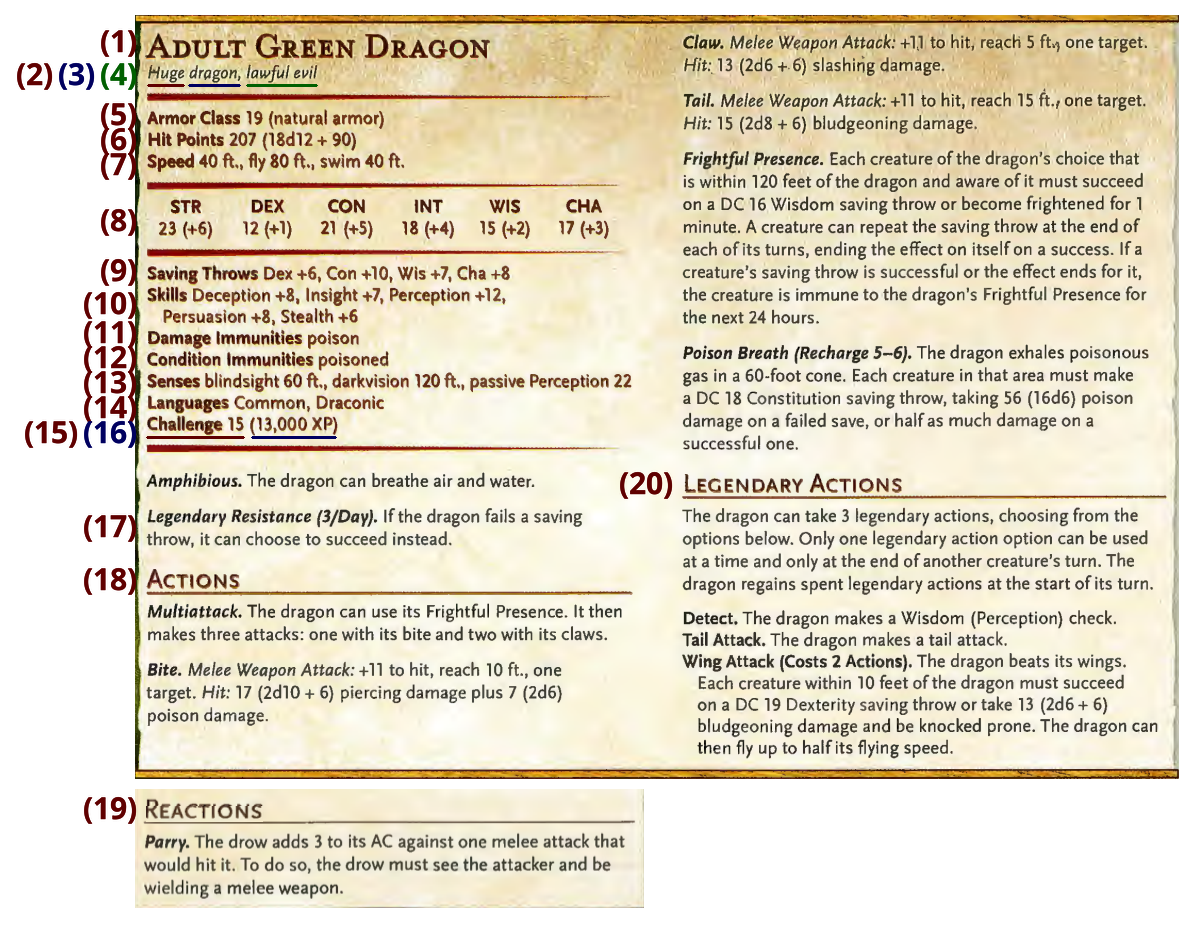 (1) ADULT GREEN DRAGON
(2) (3) (4) Huge dragon, lawful evil
(5) Armor Class 19 (natural armor)
(6) Hit Points 207 (18d12 + 90)
(7) Speed 40 ft., fly 80 ft., swim 40 ft.
STR DEX CON INT WIS CHA
(8) 23 (+6) 12 (+1) 21 (+5) 18 (+4) 15 (+2) 17 (+3)
(9) Saving Throws Dex +6, Con +10, Wis +7, Cha +8
(10) Skills Deception +8, Insight +7, Perception +12,
Persuasion +8, Stealth +6
(11) Damage Immunities poison
(12) Condition Immunities poisoned
(13) Senses blindsight 60 ft., darkvision 120 ft., passive Perception 22
(14) Languages Common, Draconic
(15) (16) Challenge 15 (13,000 XP)
Amphibious. The dragon can breathe air and water.
(17) Legendary Resistance (3/Day). If the dragon fails a saving
throw, it can choose to succeed instead.
(18) ACTIONS
Multiattack. The dragon can use its Frightful Presence. It then
makes three attacks: one with its bite and two with its claws.
Bite. Melee Weapon Attack: +11 to hit, reach 10 ft., one
target. Hit: 17 (2d10 + 6) piercing damage plus 7 (2d6)
poison damage.
Claw. Melee Weapon Attack: +11 to hit, reach 5 ft., one target.
Hit: 13 (2d6 + 6) slashing damage.
Tail. Melee Weapon Attack: +11 to hit, reach 15 ft., one target.
Hit: 15 (2d8 + 6) bludgeoning damage.
Frightful Presence. Each creature of the dragon's choice that
is within 120 feet of the dragon and aware of it must succeed
on a DC 16 Wisdom saving throw or become frightened for 1
minute. A creature can repeat the saving throw at the end of
each of its turns, ending the effect on itself on a success. If a
creature's saving throw is successful or the effect ends for it,
the creature is immune to the dragon's Frightful Presence for
the next 24 hours.
Poison Breath (Recharge 5–6). The dragon exhales poisonous
gas in a 60-foot cone. Each creature in that area must make
a DC 18 Constitution saving throw, taking 56 (16d6) poison
damage on a failed save, or half as much damage on a
successful one.
(20) LEGENDARY ACTIONS
The dragon can take 3 legendary actions, choosing from the
options below. Only one legendary action option can be used
at a time and only at the end of another creature's turn. The
dragon regains spent legendary actions at the start of its turn.
Detect. The dragon makes a Wisdom (Perception) check.
Tail Attack. The dragon makes a tail attack.
Wing Attack (Costs 2 Actions). The dragon beats its wings.
Each creature within 10 feet of the dragon must succeed
on a DC 19 Dexterity saving throw or take 13 (2d6 + 6)
bludgeoning damage and be knocked prone. The dragon can
then fly up to half its flying speed.
(19) REACTIONS
Parry. The drow adds 3 to its AC against one melee attack that
would hit it. To do so, the drow must see the attacker and be
wielding a melee weapon.